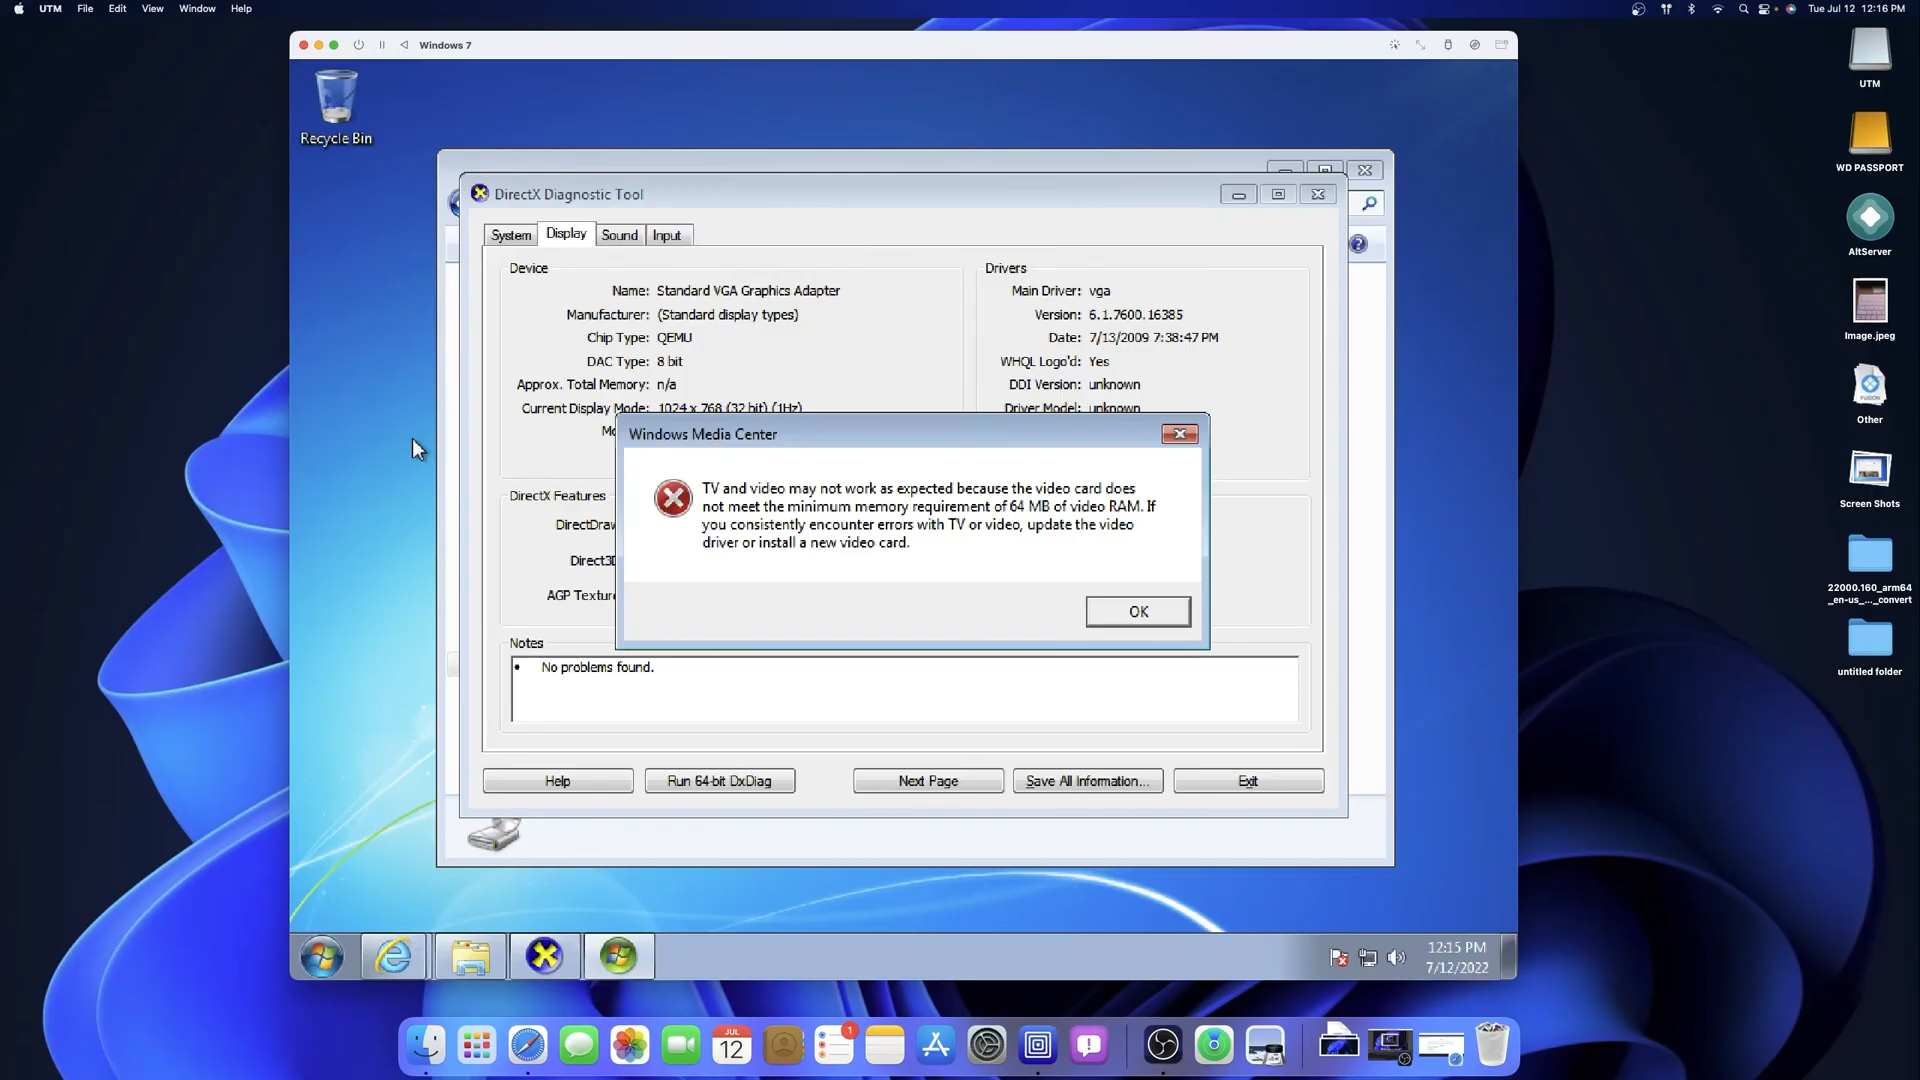 UTM File Edit View Window Help
Tue Jul 12 12:16 PM
Windows 7
Recycle Bin
DirectX Diagnostic Tool
System Display Sound Input
Device
Name: Standard VGA Graphics Adapter
Manufacturer: (Standard display types)
Chip Type: QEMU
DAC Type: 8 bit
Approx. Total Memory: n/a
Current Display Mode: 1024 x 768 (32 bit) (1Hz)
Mo
Drivers
Main Driver: vga
Version: 6.1.7600.16385
Date: 7/13/2009 7:38:47 PM
WHQL Logo'd: Yes
DDI Version: unknown
Driver Model: unknown
Windows Media Center
TV and video may not work as expected because the video card does
not meet the minimum memory requirement of 64 MB of video RAM. If
you consistently encounter errors with TV or video, update the video
driver or install a new video card.
OK
DirectX Features
DirectDraw
Direct3D
AGP Texture
Notes
No problems found.
Help
Run 64-bit DxDiag
Next Page
Save All Information...
Exit
12:15 PM
7/12/2022
UTM
WD PASSPORT
AltServer
Image.jpeg
FUSION
Other
Screen Shots
22000.160_arm64
_en-us_..._convert
untitled folder
JUL
12
1